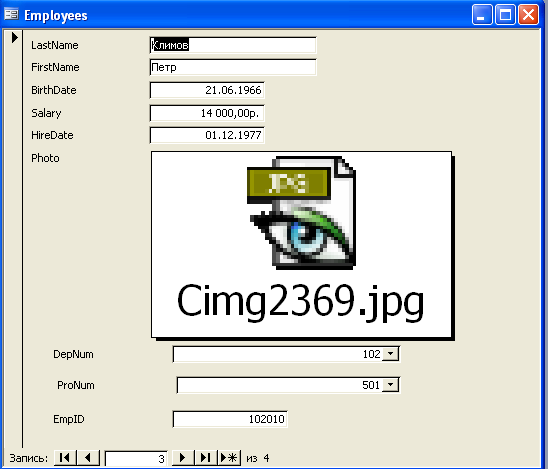 Employees
LastName Климов
FirstName Петр
BirthDate 21.06.1966
Salary 14 000,00р.
HireDate 01.12.1977
Photo
JPG
Cimg2369.jpg
DepNum 102
ProNum 501
EmpID 102010
Запись: 3 из 4